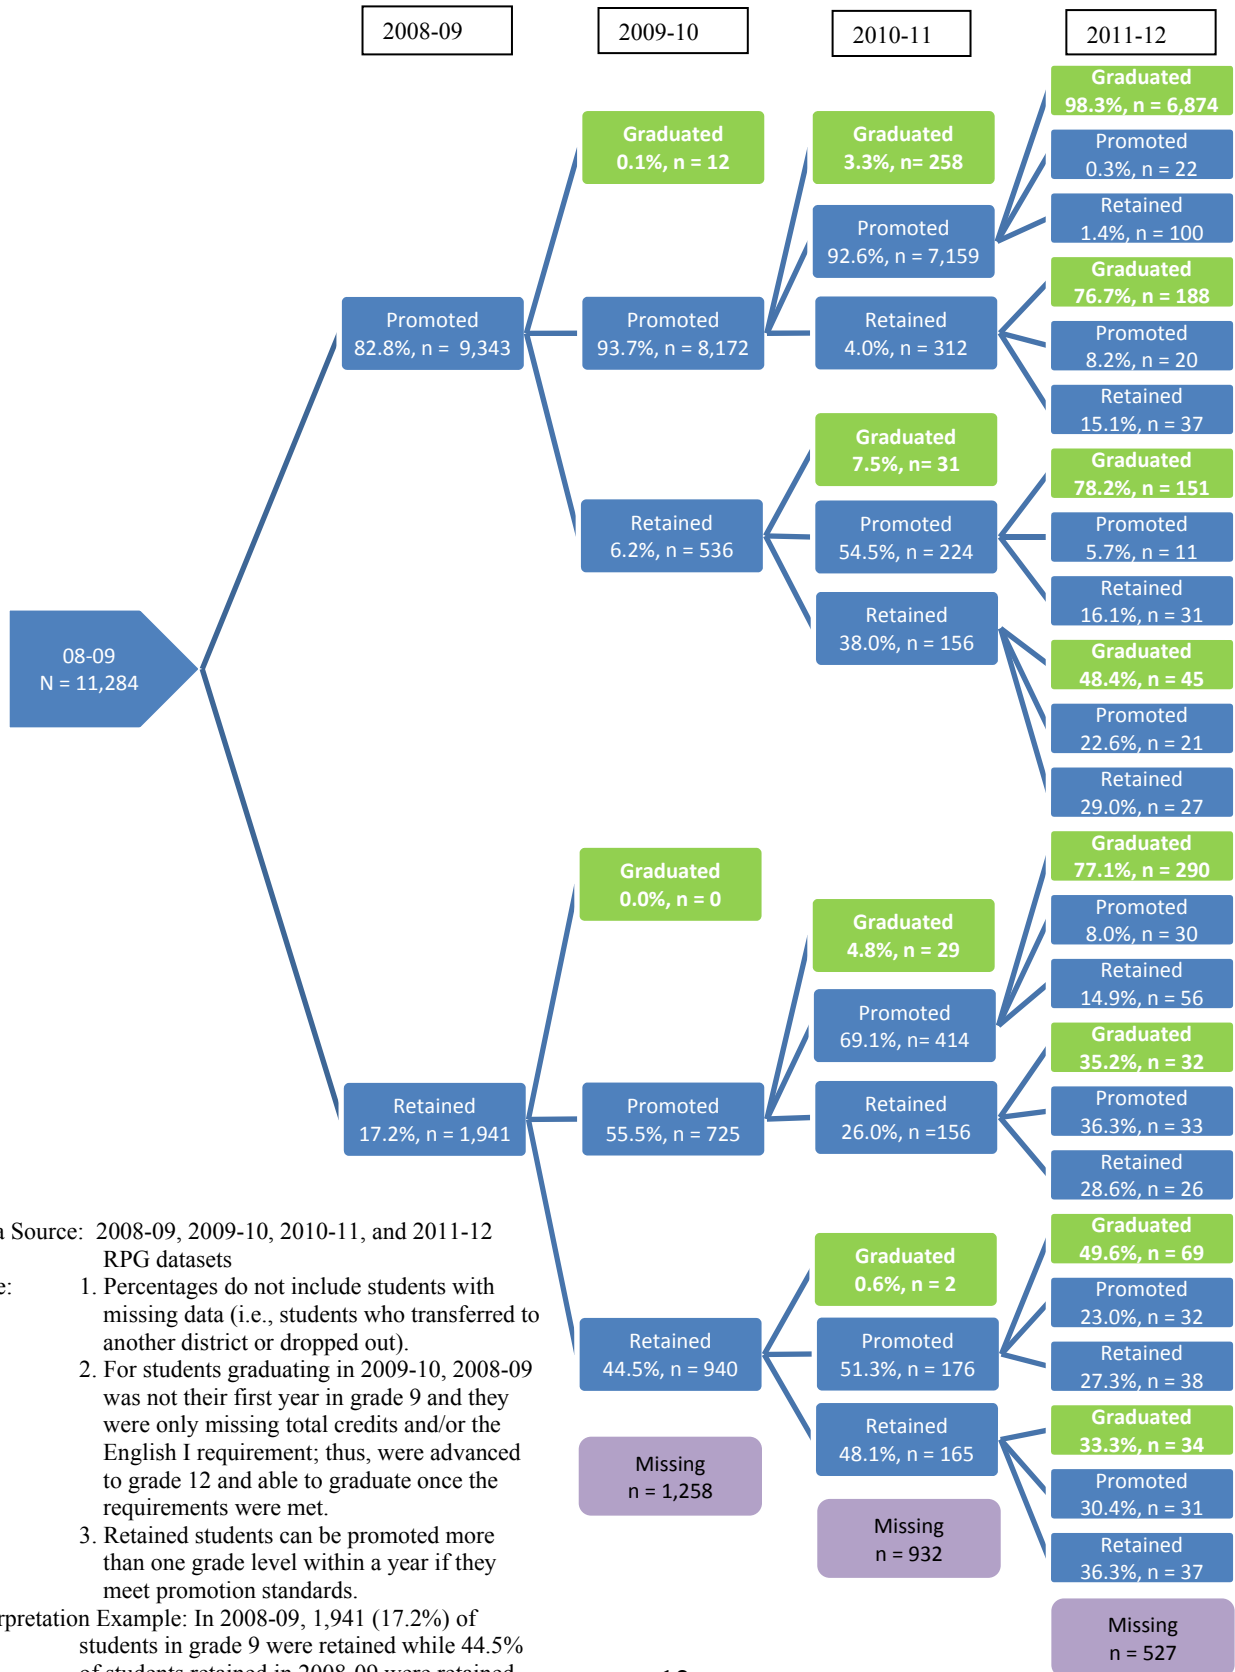 2008-09
2009-10
2010-11
2011-12
08-09
N = 11,284
Promoted
82.8%, n =  9,343
Retained
17.2%, n = 1,941
Graduated
0.1%, n = 12
Promoted
93.7%, n = 8,172
Retained
6.2%, n = 536
Graduated
0.0%, n = 0
Promoted
55.5%, n = 725
Retained
44.5%, n = 940
Missing
n = 1,258
Graduated
3.3%, n= 258
Promoted
92.6%, n = 7,159
Retained
4.0%, n = 312
Graduated
7.5%, n= 31
Promoted
54.5%, n = 224
Retained
38.0%, n = 156
Graduated
4.8%, n = 29
Promoted
69.1%, n= 414
Retained
26.0%, n =156
Graduated
0.6%, n = 2
Promoted
51.3%, n = 176
Retained
48.1%, n = 165
Missing
n = 932
Graduated
98.3%, n = 6,874
Promoted
0.3%, n = 22
Retained
1.4%, n = 100
Graduated
76.7%, n = 188
Promoted
8.2%, n = 20
Retained
15.1%, n = 37
Graduated
78.2%, n = 151
Promoted
5.7%, n = 11
Retained
16.1%, n = 31
Graduated
48.4%, n = 45
Promoted
22.6%, n = 21
Retained
29.0%, n = 27
Graduated
77.1%, n = 290
Promoted
8.0%, n = 30
Retained
14.9%, n = 56
Graduated
35.2%, n = 32
Promoted
36.3%, n = 33
Retained
28.6%, n = 26
Graduated
49.6%, n = 69
Promoted
23.0%, n = 32
Retained
27.3%, n = 38
Graduated
33.3%, n = 34
Promoted
30.4%, n = 31
Retained
36.3%, n = 37
Missing
n = 527
a Source: 2008-09, 2009-10, 2010-11, and 2011-12
RPG datasets
e: 1. Percentages do not include students with
missing data (i.e., students who transferred to
another district or dropped out).
2. For students graduating in 2009-10, 2008-09
was not their first year in grade 9 and they
were only missing total credits and/or the
English I requirement; thus, were advanced
to grade 12 and able to graduate once the
requirements were met.
3. Retained students can be promoted more
than one grade level within a year if they
meet promotion standards.
rpretation Example: In 2008-09, 1,941 (17.2%) of
students in grade 9 were retained while 44.5%
of students retained in 2008-09 were retained